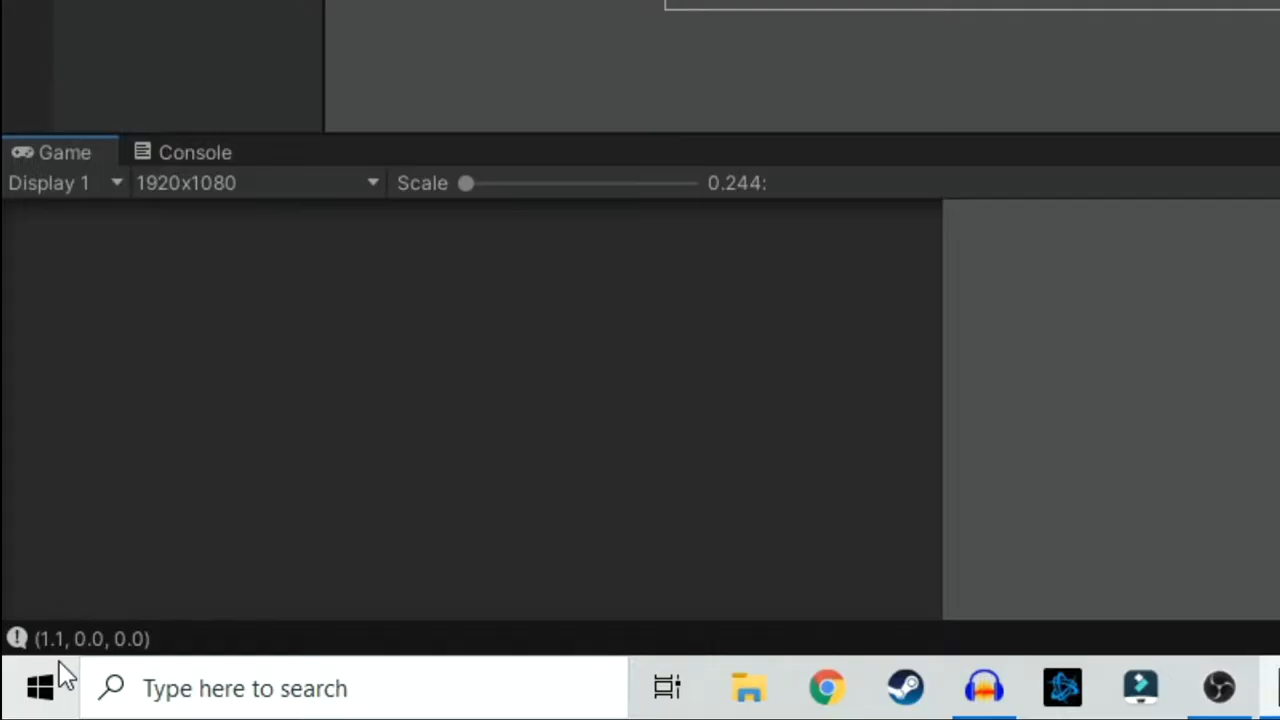 Game Console
Display 1 1920x1080 Scale 0.244:
(1.1, 0.0, 0.0)
Type here to search